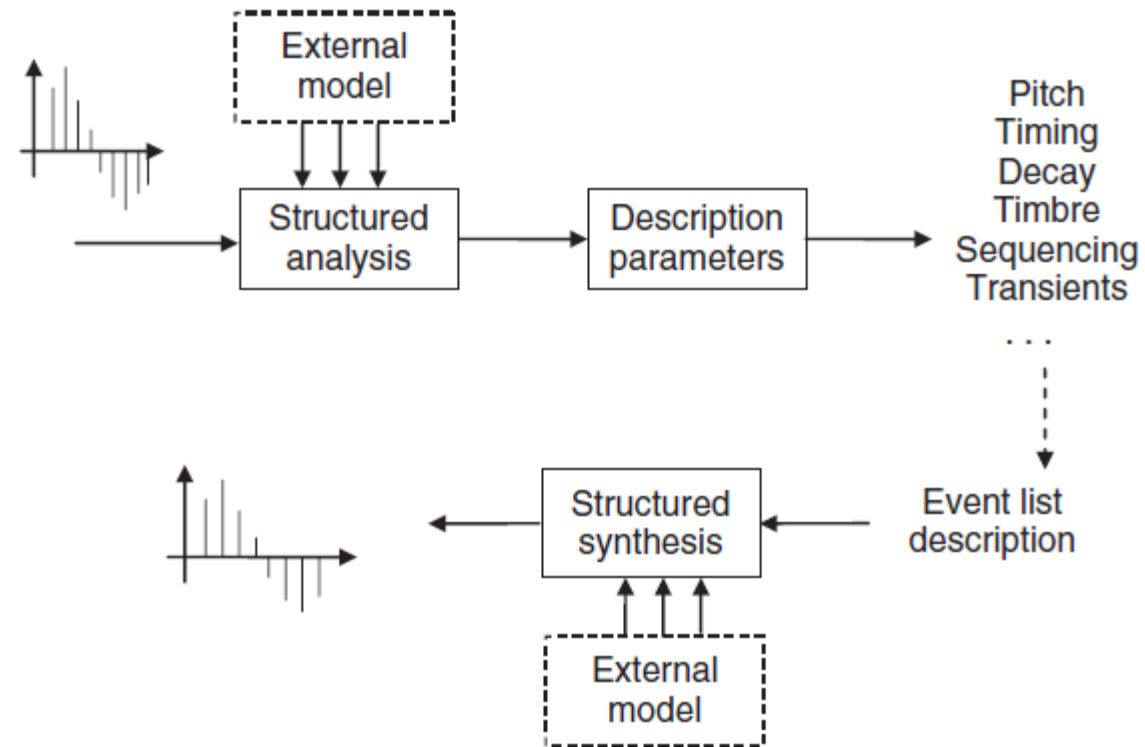 External
model
Structured
analysis
Description
parameters
Pitch
Timing
Decay
Timbre
Sequencing
Transients
. . .
Structured
synthesis
Event list
description
External
model